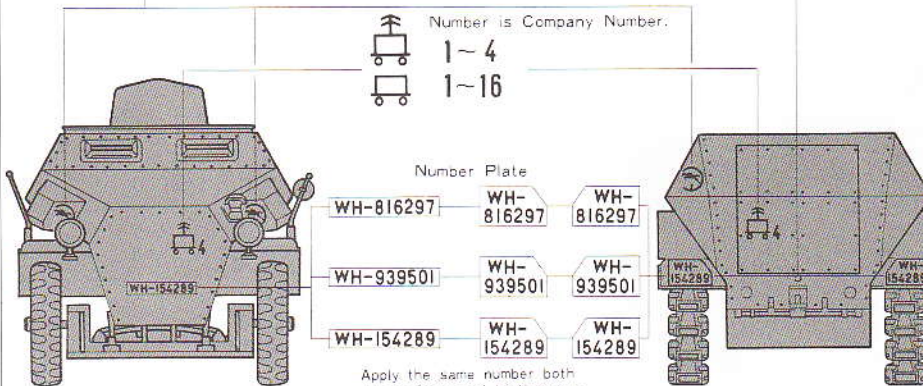 Number is Company Number.
1~4
1~16
Number Plate
WH-816297
WH-
816297
WH-
816297
WH-939501
WH-
939501
WH-
939501
WH-154289
WH-
154289
WH-
154289
4
WH-154289
4
WH-
154289
WH-
154289
Apply the same number both